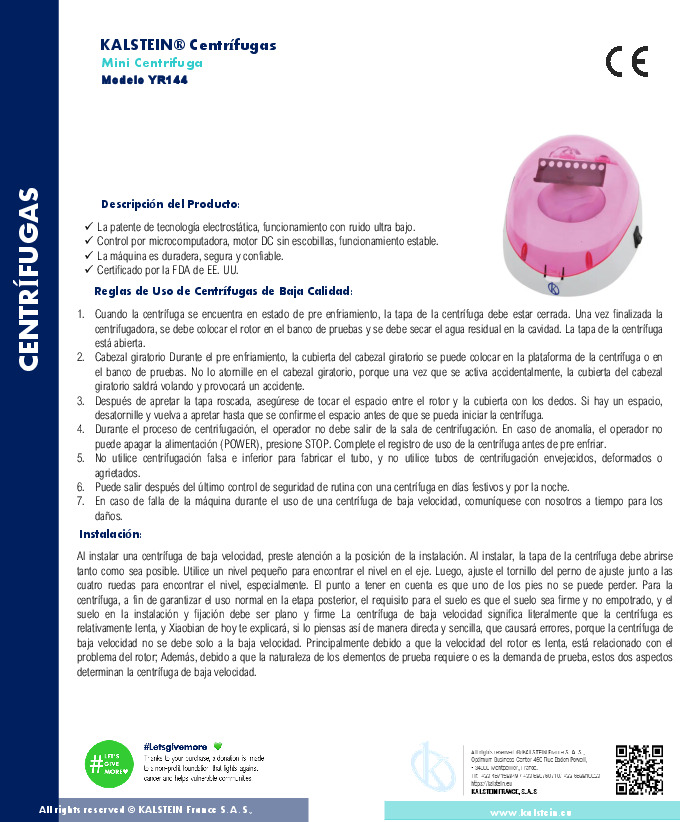 KALSTEIN® Centrífugas
Mini Centrifuga
Modelo YR144
CE
CENTRÍFUGAS
Descripción del Producto:
✓ La patente de tecnología electrostática, funcionamiento con ruido ultra bajo.
✓ Control por microcomputadora, motor DC sin escobillas, funcionamiento estable.
✓ La máquina es duradera, segura y confiable.
✓ Certificado por la FDA de EE. UU.
Reglas de Uso de Centrífugas de Baja Calidad:
1. Cuando la centrífuga se encuentra en estado de pre enfriamiento, la tapa de la centrífuga debe estar cerrada. Una vez finalizada la
centrifugadora, se debe colocar el rotor en el banco de pruebas y se debe secar el agua residual en la cavidad. La tapa de la centrífuga
está abierta.
2. Cabezal giratorio Durante el pre enfriamiento, la cubierta del cabezal giratorio se puede colocar en la plataforma de la centrífuga o en
el banco de pruebas. No lo atornille en el cabezal giratorio, porque una vez que se activa accidentalmente, la cubierta del cabezal
giratorio saldrá volando y provocará un accidente.
3. Después de apretar la tapa roscada, asegúrese de tocar el espacio entre el rotor y la cubierta con los dedos. Si hay un espacio,
desatornille y vuelva a apretar hasta que se confirme el espacio antes de que se pueda iniciar la centrífuga.
4. Durante el proceso de centrifugación, el operador no debe salir de la sala de centrifugación. En caso de anomalía, el operador no
puede apagar la alimentación (POWER), presione STOP. Complete el registro de uso de la centrífuga antes de pre enfriar.
5. No utilice centrifugación falsa e inferior para fabricar el tubo, y no utilice tubos de centrifugación envejecidos, deformados o
agrietados.
6. Puede salir después del último control de seguridad de rutina con una centrífuga en días festivos y por la noche.
7. En caso de falla de la máquina durante el uso de una centrífuga de baja velocidad, comuníquese con nosotros a tiempo para los
daños.
Instalación:
Al instalar una centrífuga de baja velocidad, preste atención a la posición de la instalación. Al instalar, la tapa de la centrífuga debe abrirse
tanto como sea posible. Utilice un nivel pequeño para encontrar el nivel en el eje. Luego, ajuste el tornillo del perno de ajuste junto a las
cuatro ruedas para encontrar el nivel, especialmente. El punto a tener en cuenta es que uno de los pies no se puede perder. Para la
centrífuga, a fin de garantizar el uso normal en la etapa posterior, el requisito para el suelo es que el suelo sea firme y no empotrado, y el
suelo en la instalación y fijación debe ser plano y firme La centrífuga de baja velocidad significa literalmente que la centrífuga es
relativamente lenta, y Xiaobian de hoy te explicará, si lo piensas así de manera directa y sencilla, que causará errores, porque la centrífuga de
baja velocidad no se debe solo a la baja velocidad. Principalmente debido a que la velocidad del rotor es lenta, está relacionado con el
problema del rotor; Además, debido a que la naturaleza de los elementos de prueba requiere o es la demanda de prueba, estos dos aspectos
determinan la centrífuga de baja velocidad.
# LET'S
GIVE
MORE
#Letsgivemore
Thanks to your purchase, a donation is made
to a non-profit foundation that fights against
cancer and helps vulnerable communities
All rights reserved ® KALSTEIN France S. A. S.,
Optimum Business Center 450 Rue Baden Powell,
Montpellier, France.
https://kalstein.eu
KALSTEIN FRANCE, S.A.S
All rights reserved © KALSTEIN France S. A. S.,
www.kalstein.eu